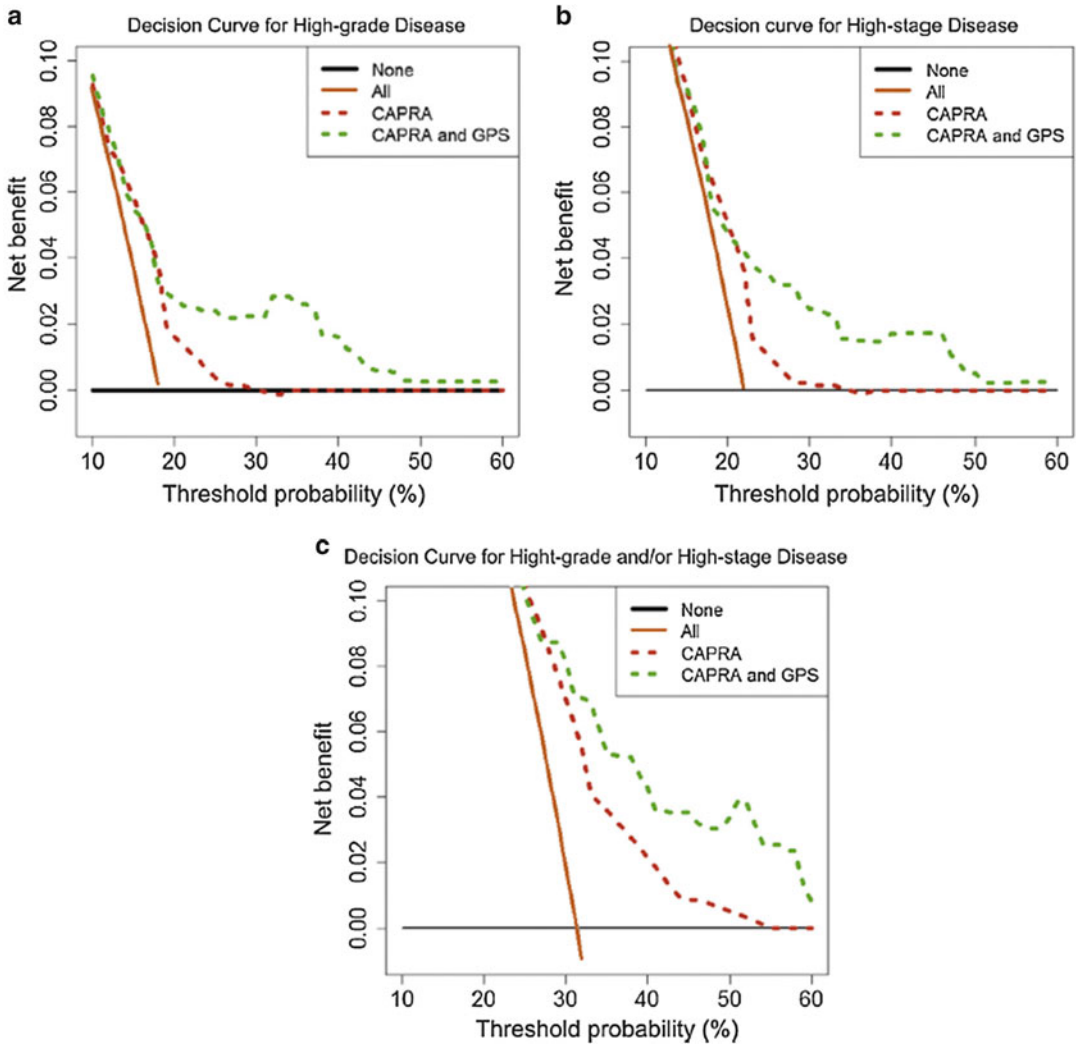 a
Decision Curve for High-grade Disease
None
All
CAPRA
CAPRA and GPS
Net benefit
0.10
0.08
0.06
0.04
0.02
0.00
10 20 30 40 50 60
Threshold probability (%)
b
Decsion curve for High-stage Disease
None
All
CAPRA
CAPRA and GPS
Net benefit
0.10
0.08
0.06
0.04
0.02
0.00
10 20 30 40 50 60
Threshold probability (%)
c
Decision Curve for Hight-grade and/or High-stage Disease
None
All
CAPRA
CAPRA and GPS
Net benefit
0.10
0.08
0.06
0.04
0.02
0.00
10 20 30 40 50 60
Threshold probability (%)